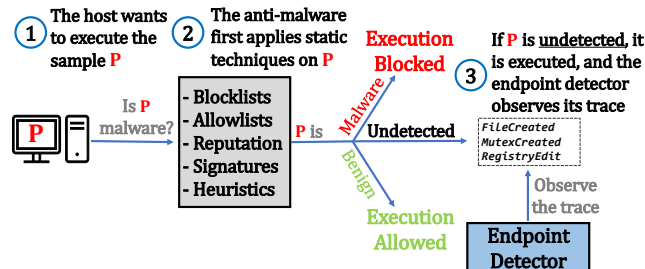 1
The host wants
to execute the
sample P
2
The anti-malware
first applies static
techniques on P
Execution
Blocked
3
If P is undetected, it
is executed, and the
endpoint detector
observes its trace
P
Is P
malware?
- Blocklists
- Allowlists
- Reputation
- Signatures
- Heuristics
P is
Malware
Undetected
Benign
Execution
Allowed
FileCreated
MutexCreated
RegistryEdit
Observe
the trace
Endpoint
Detector